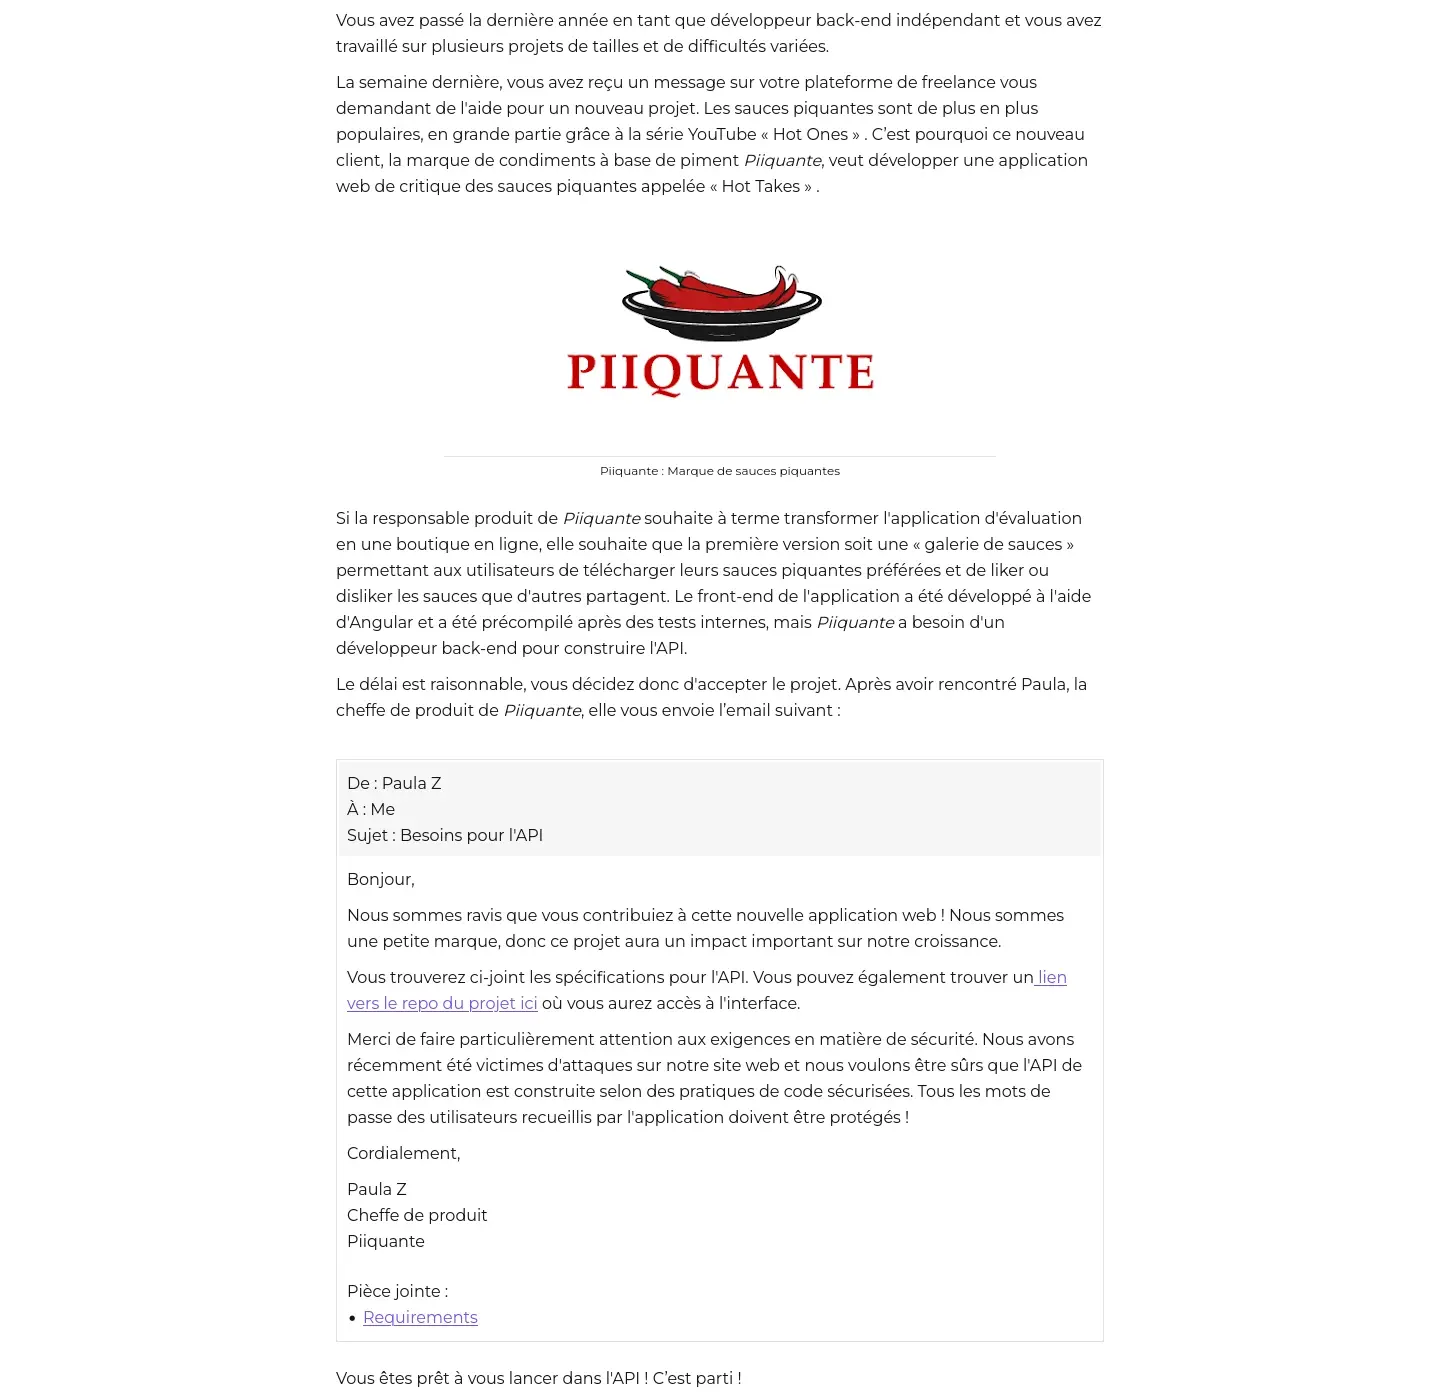 Vous avez passé la dernière année en tant que développeur back-end indépendant et vous avez
travaillé sur plusieurs projets de tailles et de difficultés variées.
La semaine dernière, vous avez reçu un message sur votre plateforme de freelance vous
demandant de l'aide pour un nouveau projet. Les sauces piquantes sont de plus en plus
populaires, en grande partie grâce à la série YouTube « Hot Ones » . C’est pourquoi ce nouveau
client, la marque de condiments à base de piment Piiquante, veut développer une application
web de critique des sauces piquantes appelée « Hot Takes » .
PIIQUANTE
Piiquante : Marque de sauces piquantes
Si la responsable produit de Piiquante souhaite à terme transformer l'application d'évaluation
en une boutique en ligne, elle souhaite que la première version soit une « galerie de sauces »
permettant aux utilisateurs de télécharger leurs sauces piquantes préférées et de liker ou
disliker les sauces que d'autres partagent. Le front-end de l'application a été développé à l'aide
d'Angular et a été précompilé après des tests internes, mais Piiquante a besoin d'un
développeur back-end pour construire l'API.
Le délai est raisonnable, vous décidez donc d'accepter le projet. Après avoir rencontré Paula, la
cheffe de produit de Piiquante, elle vous envoie l’email suivant :
De : Paula Z
À : Me
Sujet : Besoins pour l'API
Bonjour,
Nous sommes ravis que vous contribuiez à cette nouvelle application web ! Nous sommes
une petite marque, donc ce projet aura un impact important sur notre croissance.
Vous trouverez ci-joint les spécifications pour l'API. Vous pouvez également trouver un lien
vers le repo du projet ici où vous aurez accès à l'interface.
Merci de faire particulièrement attention aux exigences en matière de sécurité. Nous avons
récemment été victimes d'attaques sur notre site web et nous voulons être sûrs que l'API de
cette application est construite selon des pratiques de code sécurisées. Tous les mots de
passe des utilisateurs recueillis par l'application doivent être protégés !
Cordialement,
Paula Z
Cheffe de produit
Piiquante
Pièce jointe :
• Requirements
Vous êtes prêt à vous lancer dans l'API ! C’est parti !